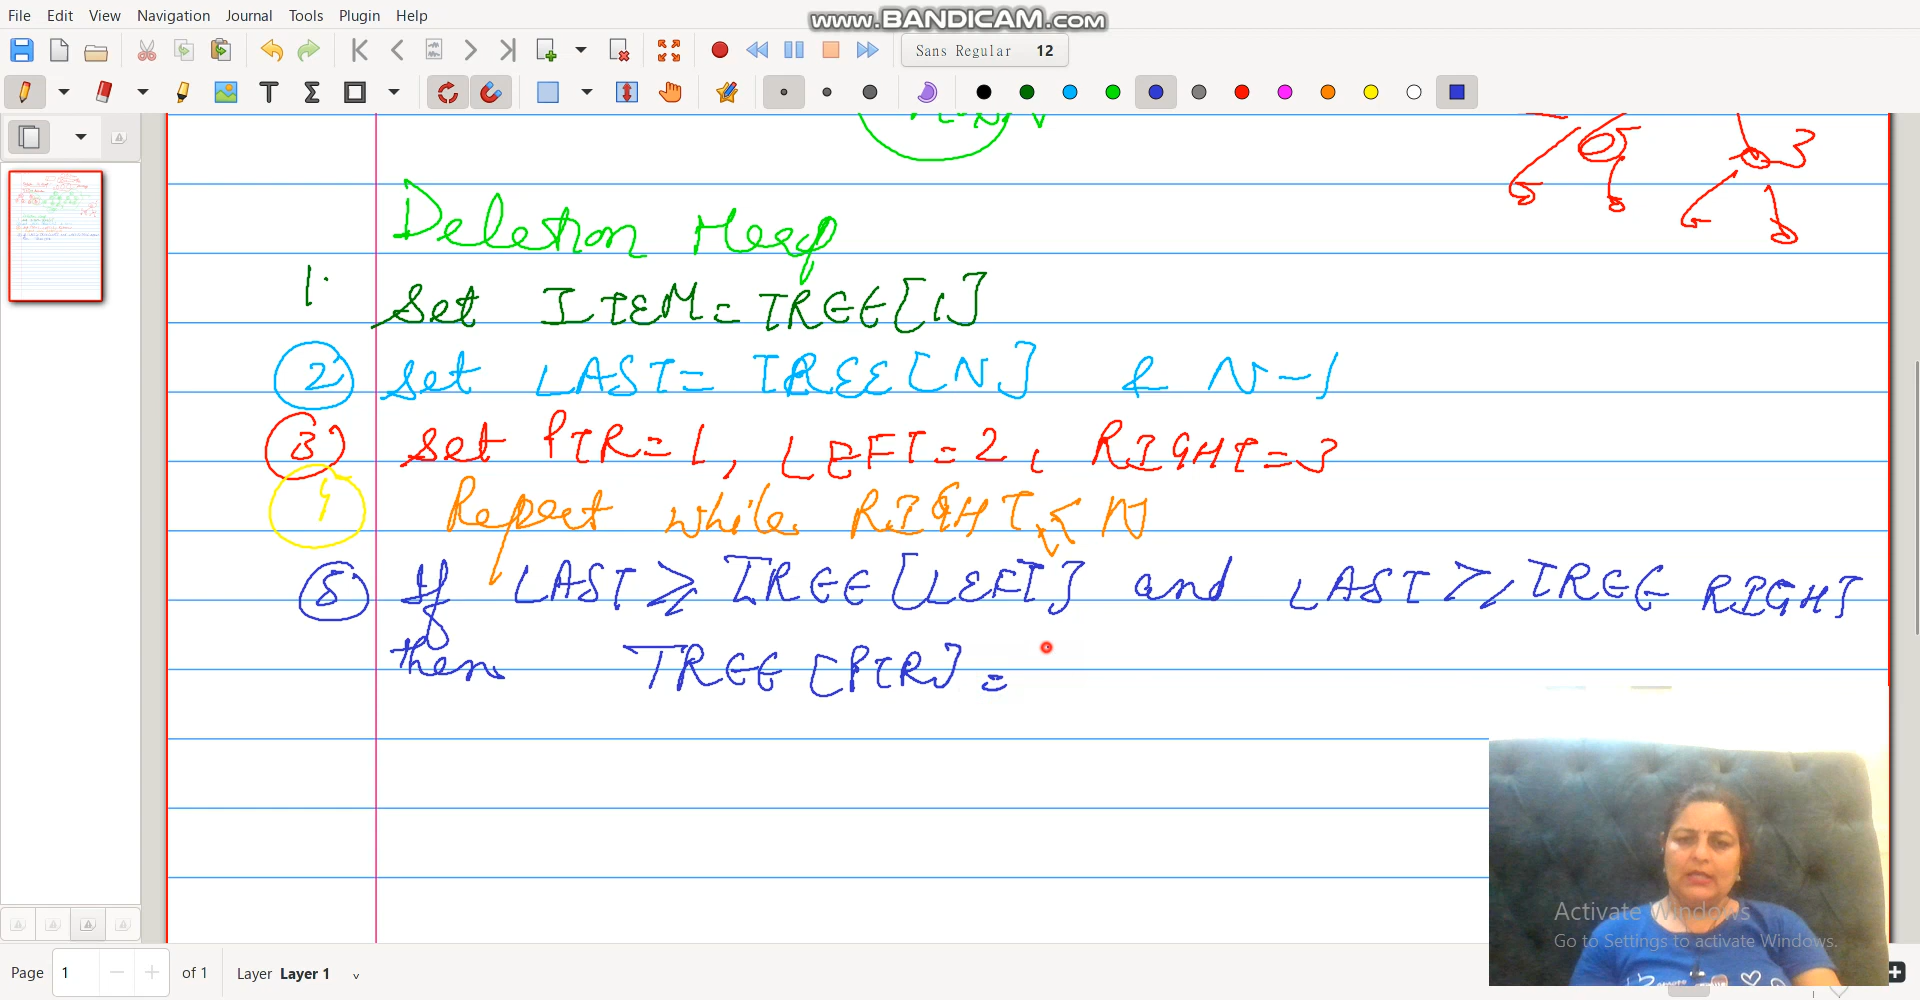 File Edit View Navigation Journal Tools Plugin Help
www.BANDICAM.com
Sans Regular 12
Deletion Heap
1. Set ITEM = TREE[1]
2 Set LAST = TREE[N] & N-1
3 Set PTR = 1, LEFT = 2, RIGHT = 3
4 Repeat while RIGHT ≤ N
5 If LAST ≥ TREE[LEFT] and LAST ≥ TREE RIGHT
then TREE[PTR] =
Activate Windows
Go to Settings to activate Windows.
Page 1 of 1 Layer Layer 1